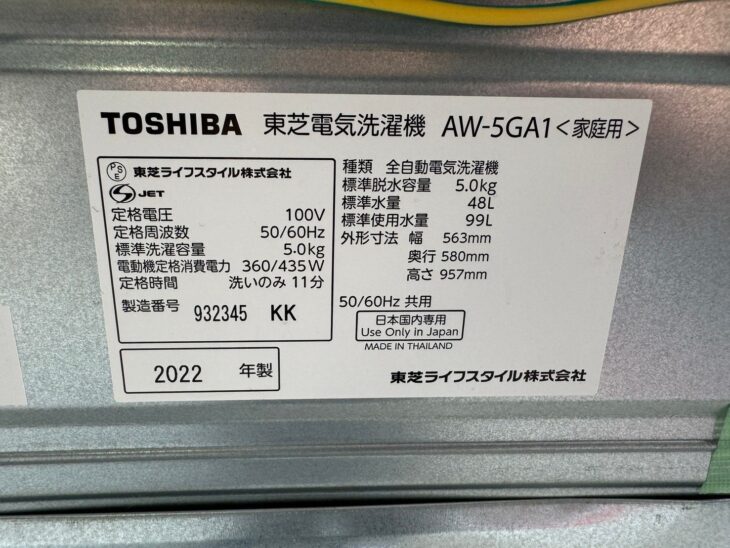 TOSHIBA 東芝電気洗濯機 AW-5GA1<家庭用>
PSE 東芝ライフスタイル株式会社
S JET
定格電圧 100V
定格周波数 50/60Hz
標準洗濯容量 5.0kg
電動機定格消費電力 360/435W
定格時間 洗いのみ 11分
製造番号 932345 KK
2022 年製
種類 全自動電気洗濯機
標準脱水容量 5.0kg
標準水量 48L
標準使用水量 99L
外形寸法 幅 563mm
奥行 580mm
高さ 957mm
50/60Hz 共用
日本国内専用
Use Only in Japan
MADE IN THAILAND
東芝ライフスタイル株式会社